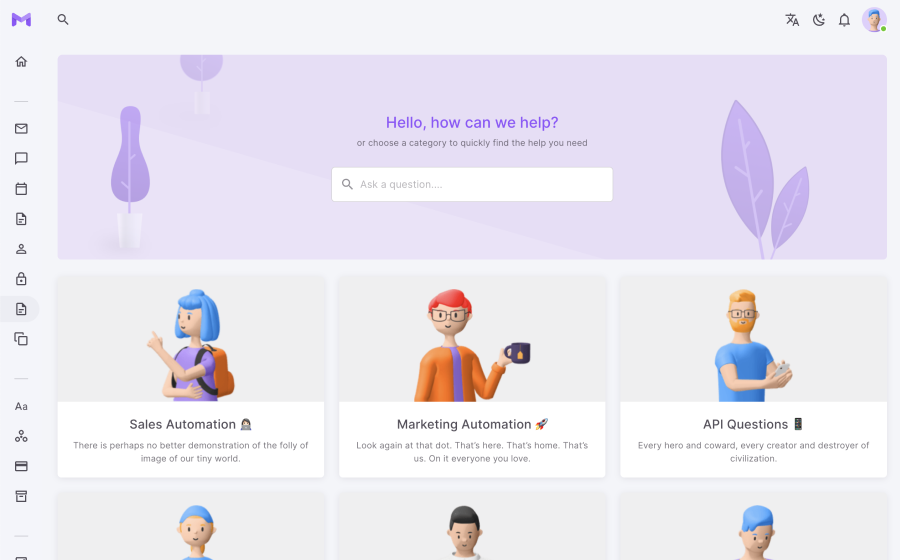 Hello, how can we help?
or choose a category to quickly find the help you need
Ask a question....
Sales Automation 👩🏻‍🔬
Marketing Automation 🚀
API Questions 📱
There is perhaps no better demonstration of the folly of
image of our tiny world.
Look again at that dot. That's here. That's home. That's
us. On it everyone you love.
Every hero and coward, every creator and destroyer of
civilization.
Aa